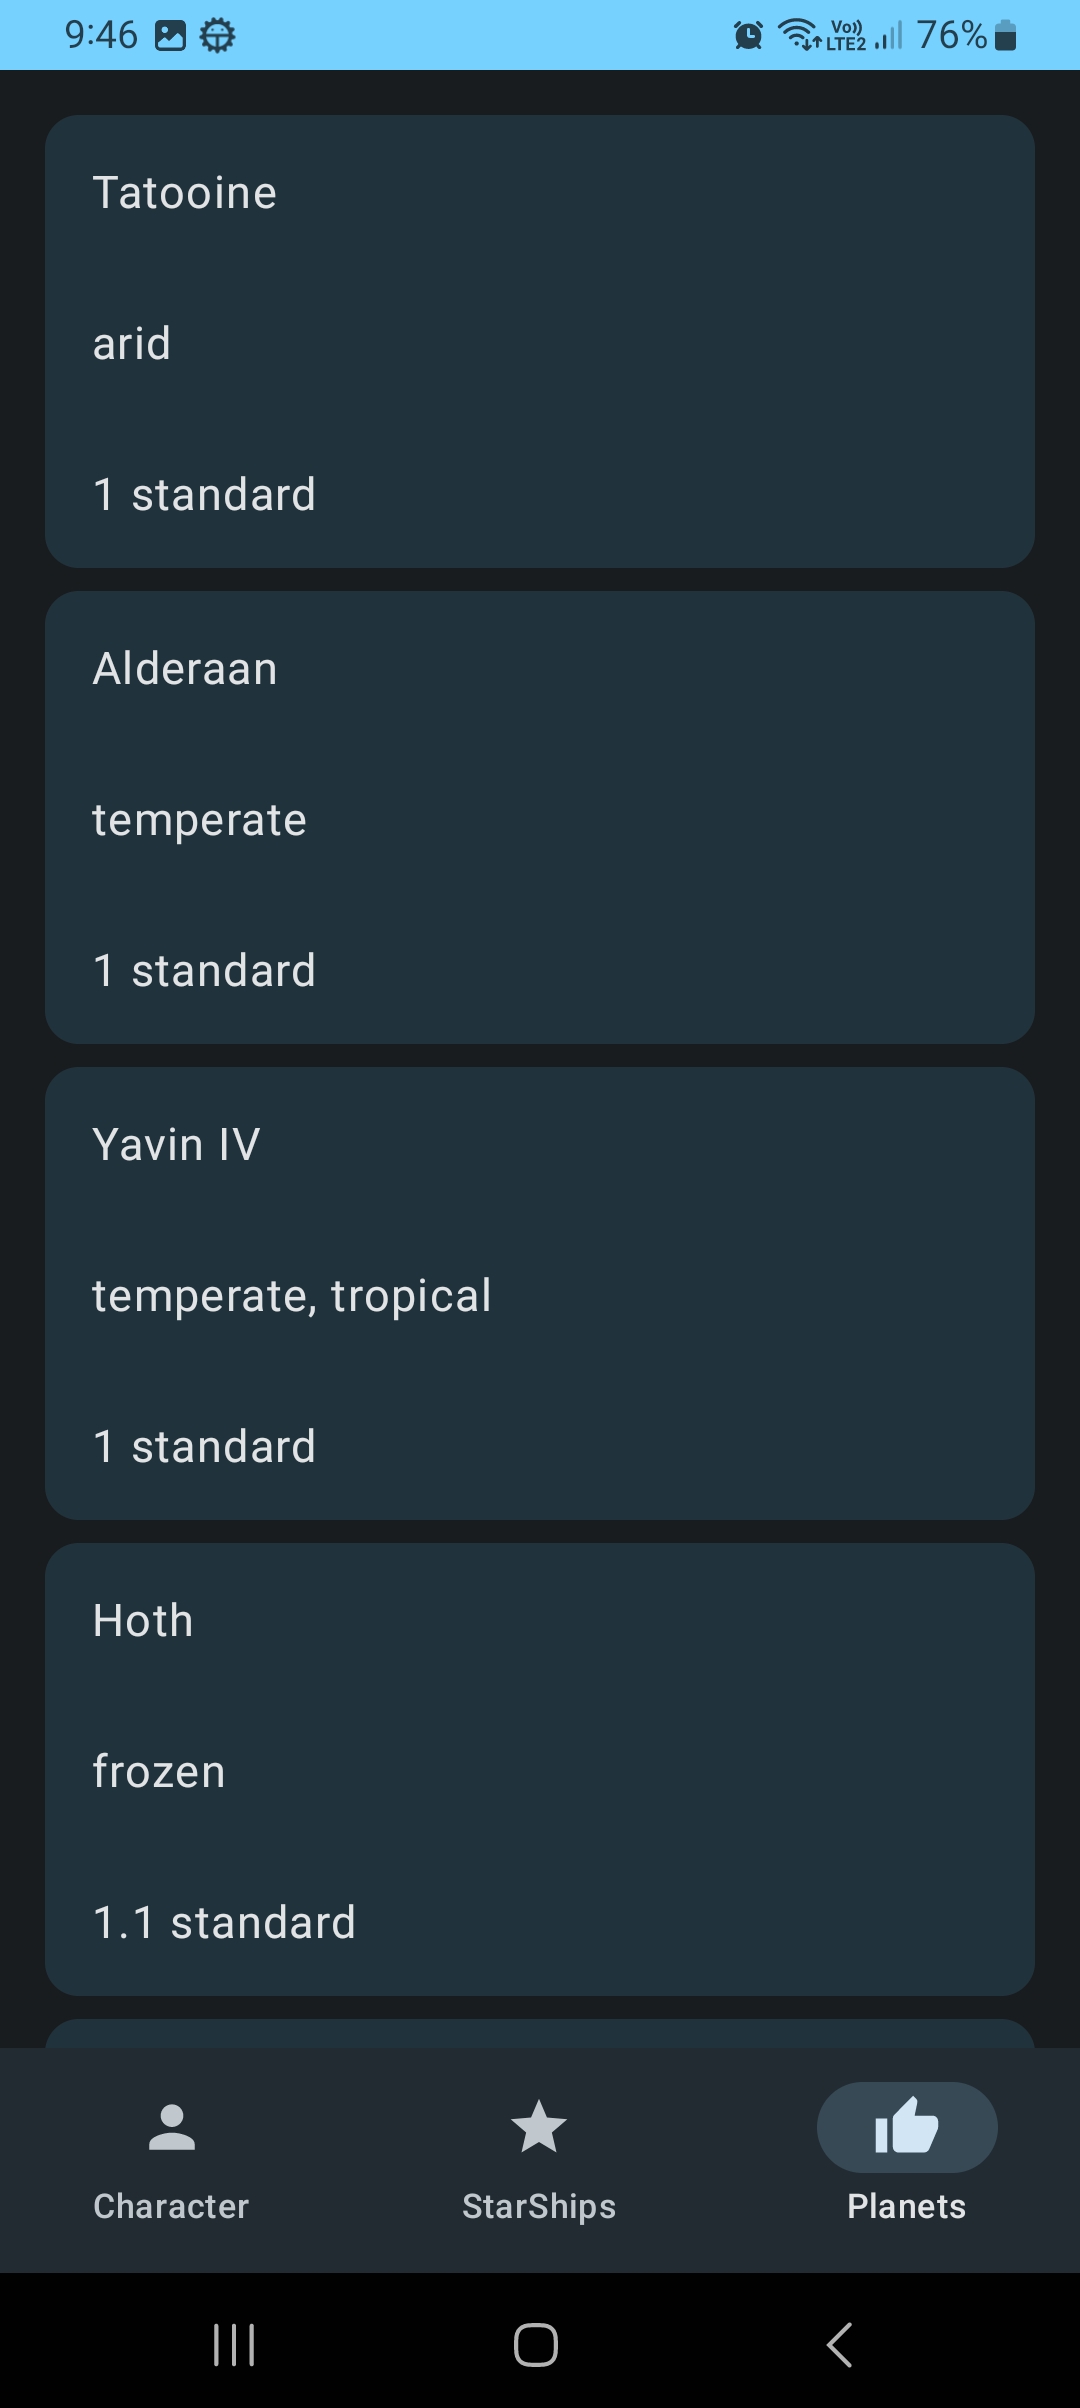 9:46
Vo)) LTE2 76%
Tatooine
arid
1 standard
Alderaan
temperate
1 standard
Yavin IV
temperate, tropical
1 standard
Hoth
frozen
1.1 standard
Character StarShips Planets